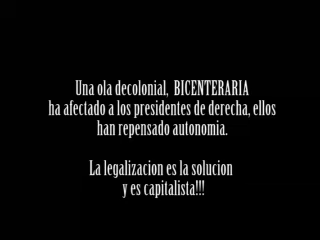 Una ola decolonial, BICENTERARIA
ha afectado a los presidentes de derecha, ellos
han repensado autonomia.
La legalizacion es la solucion
y es capitalista!!!